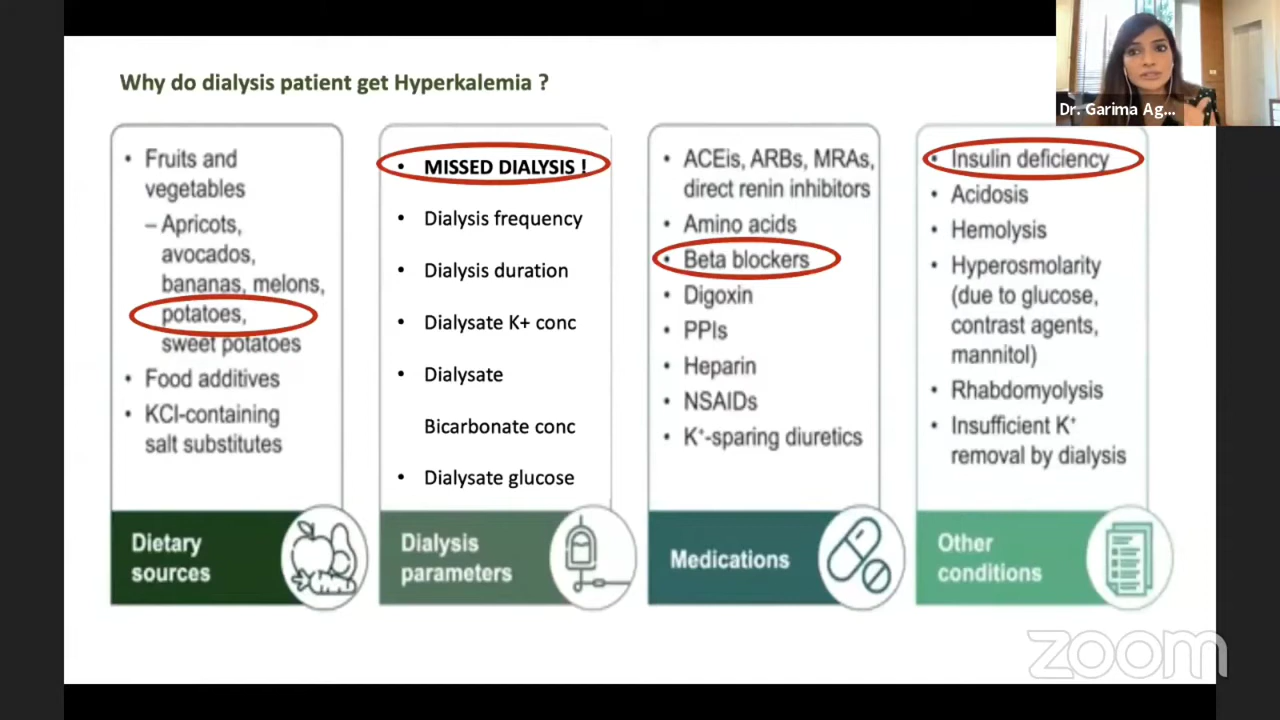 Why do dialysis patient get Hyperkalemia ?
Dr. Garima Ag...
• Fruits and
vegetables
– Apricots,
avocados,
bananas, melons,
potatoes,
sweet potatoes
• Food additives
• KCl-containing
salt substitutes
Dietary
sources
• MISSED DIALYSIS !
• Dialysis frequency
• Dialysis duration
• Dialysate K+ conc
• Dialysate
Bicarbonate conc
• Dialysate glucose
Dialysis
parameters
• ACEis, ARBs, MRAs,
direct renin inhibitors
• Amino acids
• Beta blockers
• Digoxin
• PPIs
• Heparin
• NSAIDs
• K⁺-sparing diuretics
Medications
• Insulin deficiency
• Acidosis
• Hemolysis
• Hyperosmolarity
(due to glucose,
contrast agents,
mannitol)
• Rhabdomyolysis
• Insufficient K⁺
removal by dialysis
Other
conditions
zoom